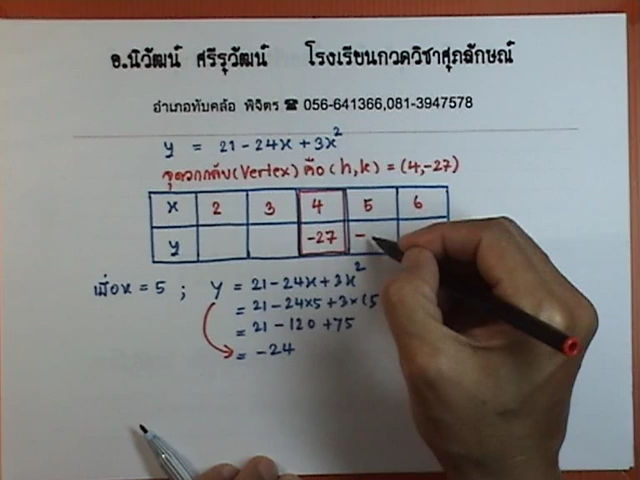 อ.นิวัฒน์ ศรีรุวัฒน์ โรงเรียนกวดวิชาศุภลักษณ์
อำเภอทับคล้อ พิจิตร ☎ 056-641366,081-3947578
y = 21 - 24x + 3x²
จุดวกกลับ(Vertex) คือ (h,k) = (4,-27)
x 2 3 4 5 6
y -27 -
เมื่อ x = 5 ; y = 21 - 24x + 3x²
= 21 - 24x5 + 3x(5
= 21 - 120 + 75
= -24